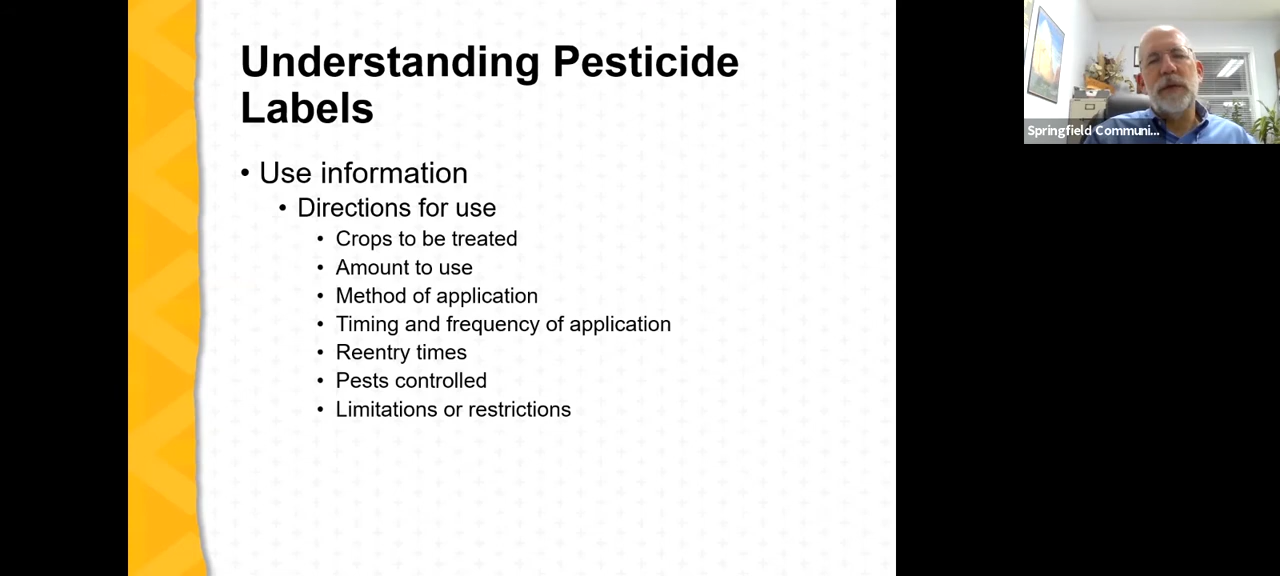 Understanding Pesticide
Labels
• Use information
• Directions for use
• Crops to be treated
• Amount to use
• Method of application
• Timing and frequency of application
• Reentry times
• Pests controlled
• Limitations or restrictions
Springfield Communi...